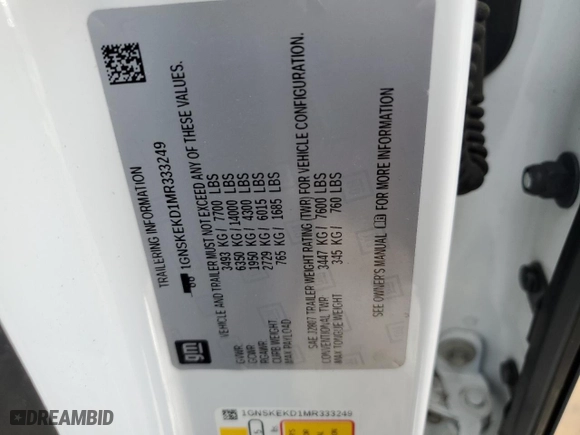 TRAILERING INFORMATION
1GNSKEKD1MR333249
VEHICLE AND TRAILER MUST NOT EXCEED ANY OF THESE VALUES.
GVWR 3493 KG / 7700 LBS
GCWR 6350 KG / 14000 LBS
RGAWR 1950 KG / 4300 LBS
CURB WEIGHT 2729 KG / 6015 LBS
MAX PAYLOAD 765 KG / 1685 LBS
SAE J2807 TRAILER WEIGHT RATING (TWR) FOR VEHICLE CONFIGURATION.
CONVENTIONAL TWR 3447 KG / 7600 LBS
MAX TONGUE WEIGHT 345 KG / 760 LBS
SEE OWNER'S MANUAL FOR MORE INFORMATION
gm
1GNSKEKD1MR333249
DREAMBID